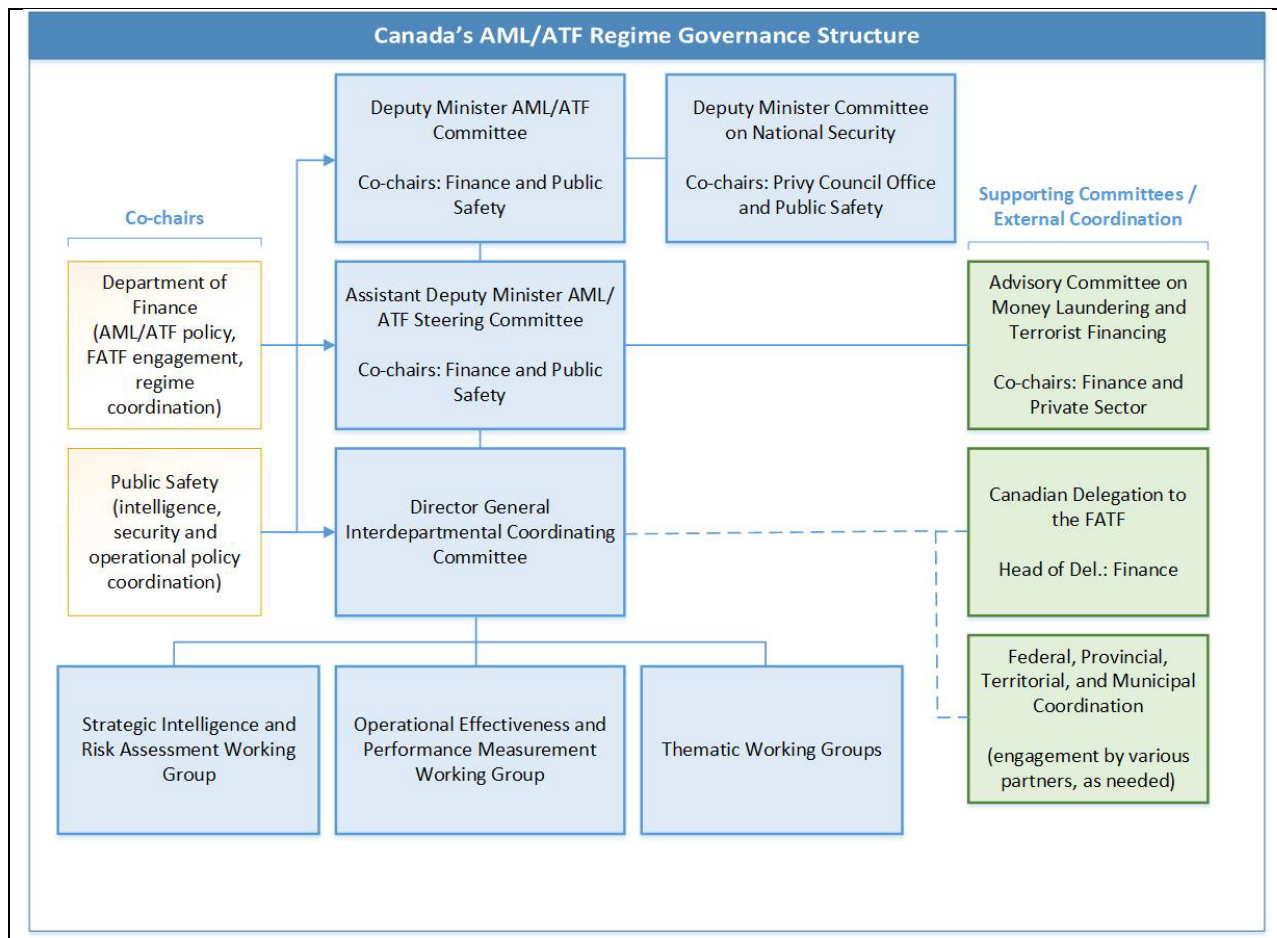 Canada's AML/ATF Regime Governance Structure
Deputy Minister AML/ATF
Committee
Co-chairs: Finance and Public
Safety
Deputy Minister Committee
on National Security
Co-chairs: Privy Council Office
and Public Safety
Co-chairs
Supporting Committees /
External Coordination
Department of
Finance
(AML/ATF policy,
FATF engagement,
regime
coordination)
Assistant Deputy Minister AML/
ATF Steering Committee
Co-chairs: Finance and Public
Safety
Advisory Committee on
Money Laundering and
Terrorist Financing
Co-chairs: Finance and
Private Sector
Public Safety
(intelligence,
security and
operational policy
coordination)
Director General
Interdepartmental Coordinating
Committee
Canadian Delegation to
the FATF
Head of Del.: Finance
Strategic Intelligence and
Risk Assessment Working
Group
Operational Effectiveness and
Performance Measurement
Working Group
Thematic Working Groups
Federal, Provincial,
Territorial, and Municipal
Coordination
(engagement by various
partners, as needed)